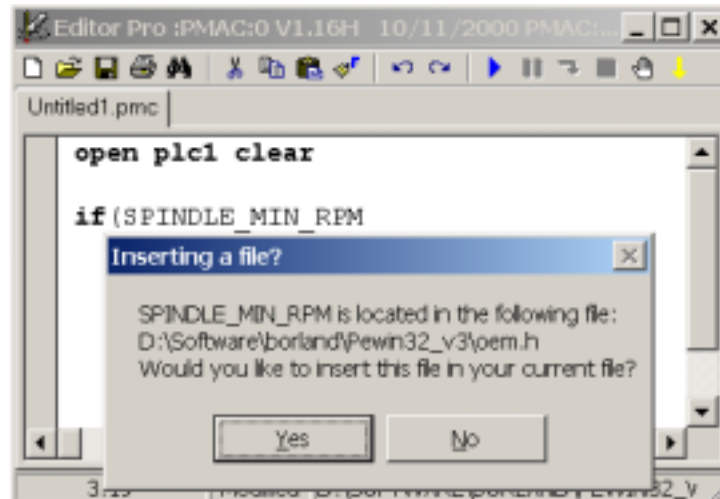 Editor Pro :PMAC:0 V1.16H 10/11/2000 PMAC:...
Untitled1.pmc
open plc1 clear
if(SPINDLE_MIN_RPM
Inserting a file?
SPINDLE_MIN_RPM is located in the following file:
D:\Software\borland\Pewin32_v3\oem.h
Would you like to insert this file in your current file?
Yes No